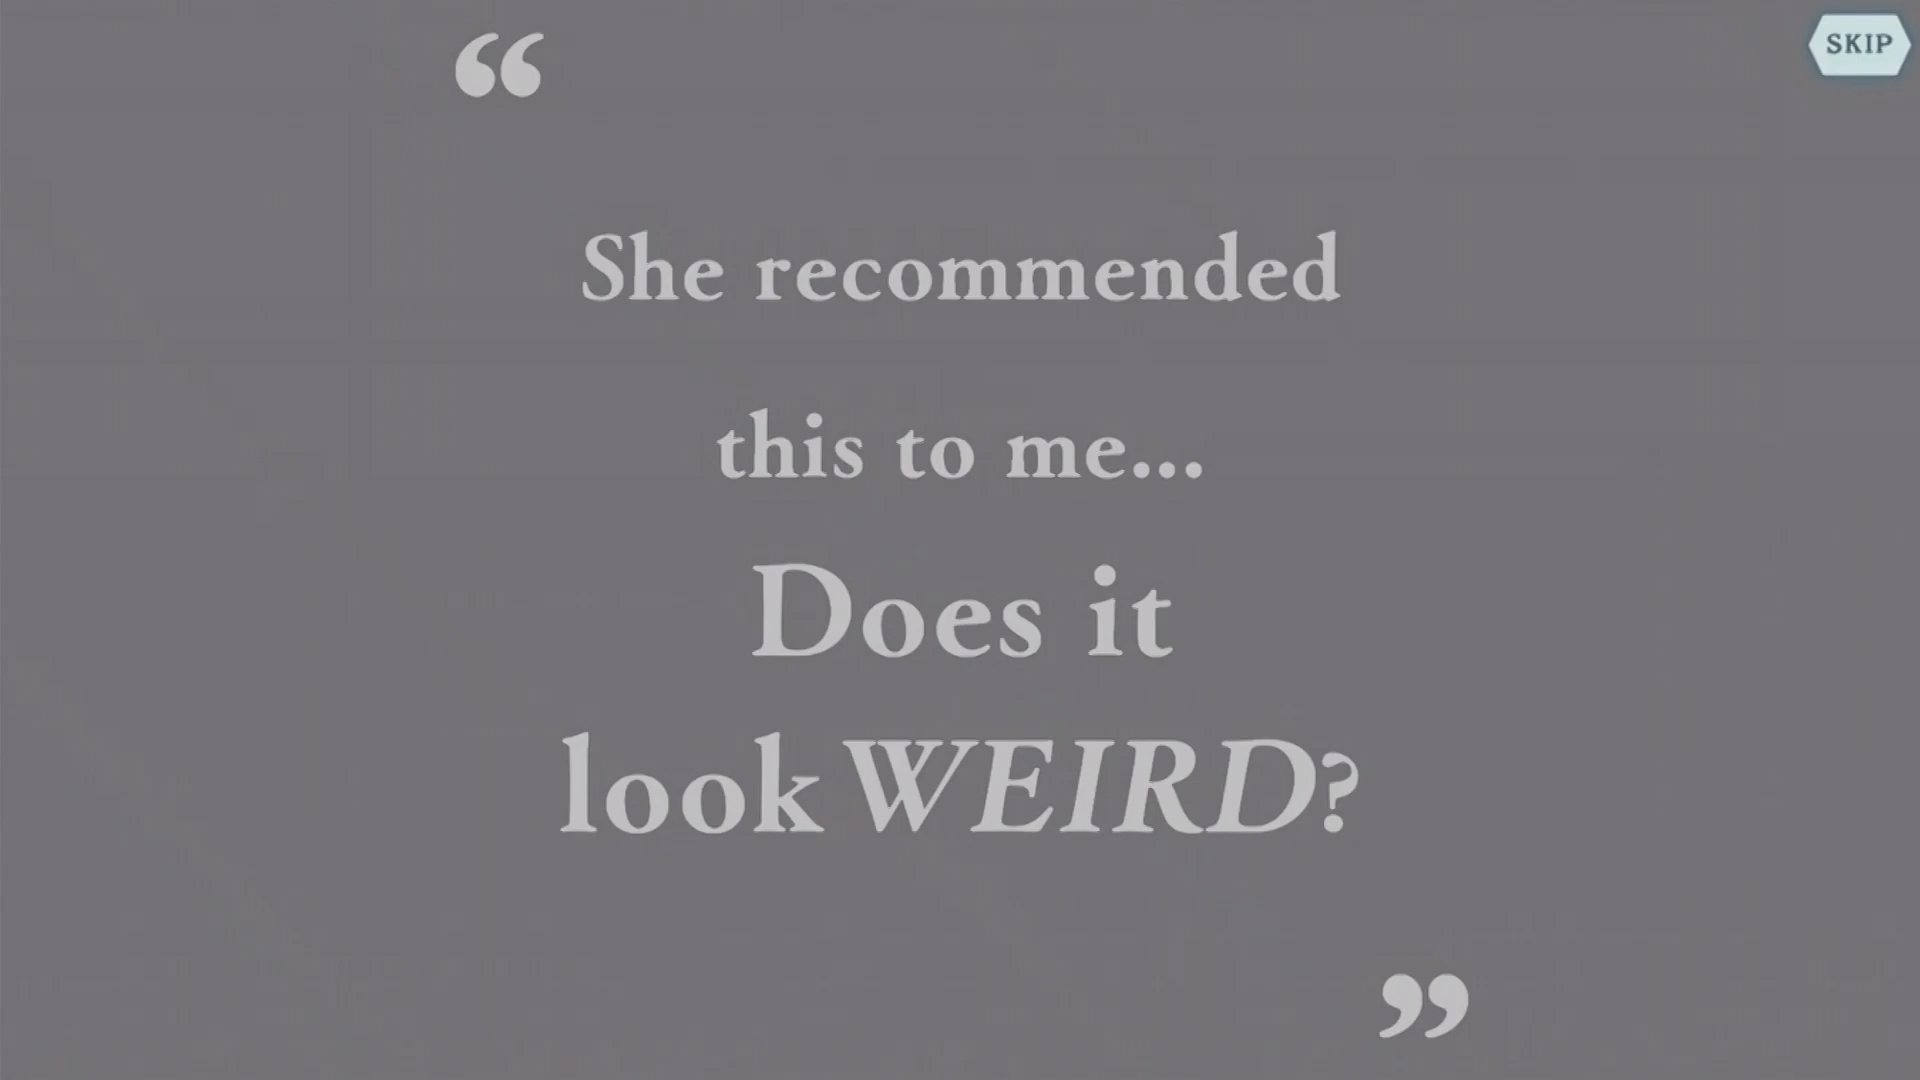 SKIP
“
She recommended
this to me...
Does it
look WEIRD?
”